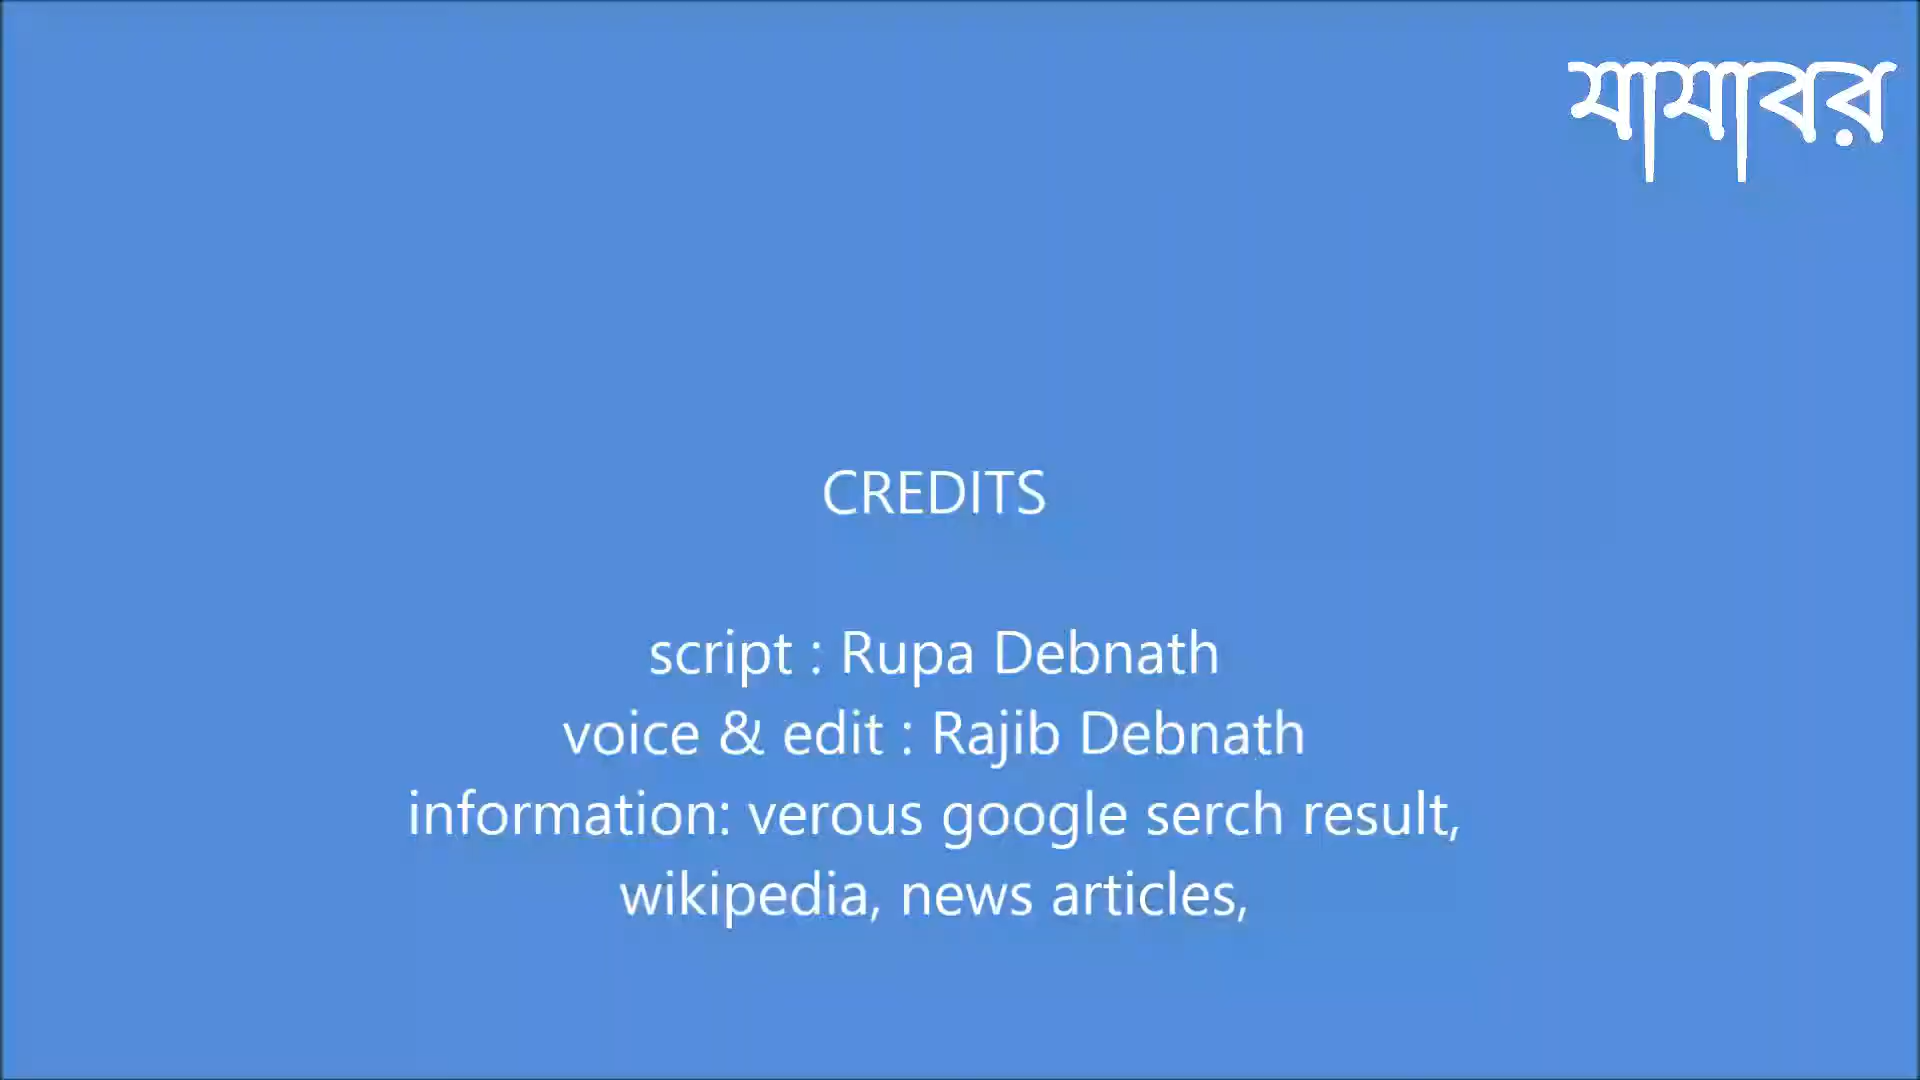 যাযাবর
CREDITS
script : Rupa Debnath
voice & edit : Rajib Debnath
information: verous google serch result,
wikipedia, news articles,